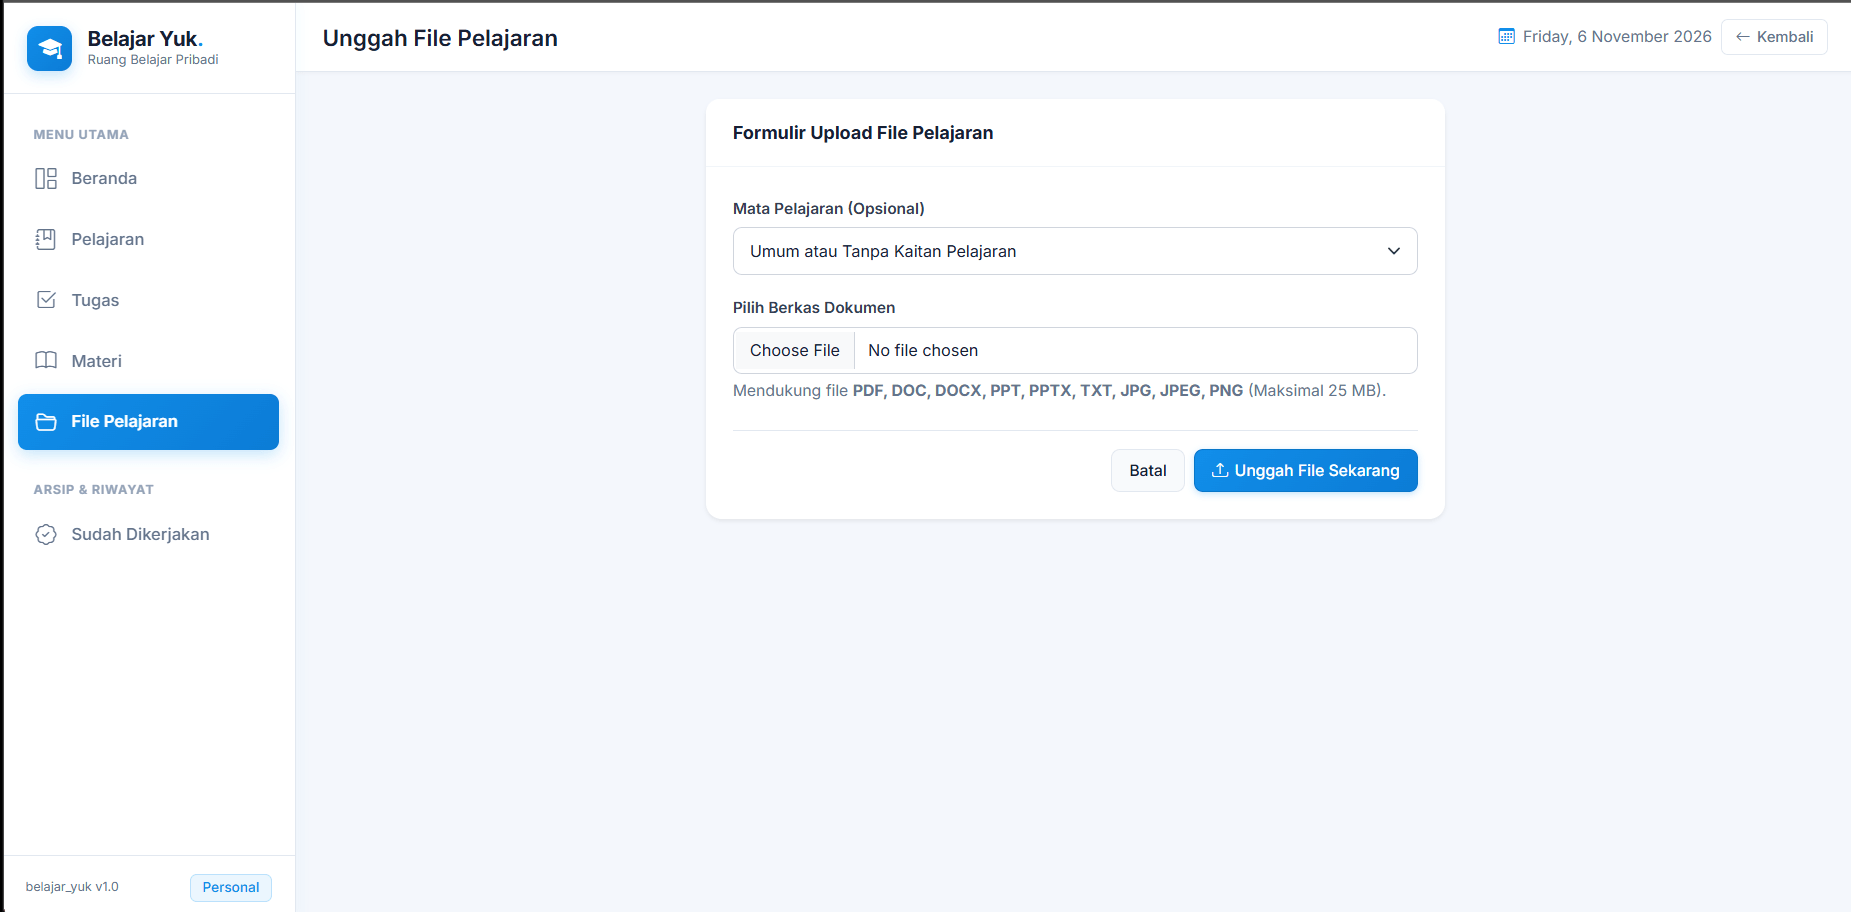 Belajar Yuk.
Ruang Belajar Pribadi
MENU UTAMA
Beranda
Pelajaran
Tugas
Materi
File Pelajaran
ARSIP & RIWAYAT
Sudah Dikerjakan
belajar_yuk v1.0
Personal
Unggah File Pelajaran
Friday, 6 November 2026
← Kembali
Formulir Upload File Pelajaran
Mata Pelajaran (Opsional)
Umum atau Tanpa Kaitan Pelajaran
Pilih Berkas Dokumen
Choose File
No file chosen
Mendukung file PDF, DOC, DOCX, PPT, PPTX, TXT, JPG, JPEG, PNG (Maksimal 25 MB).
Batal
Unggah File Sekarang